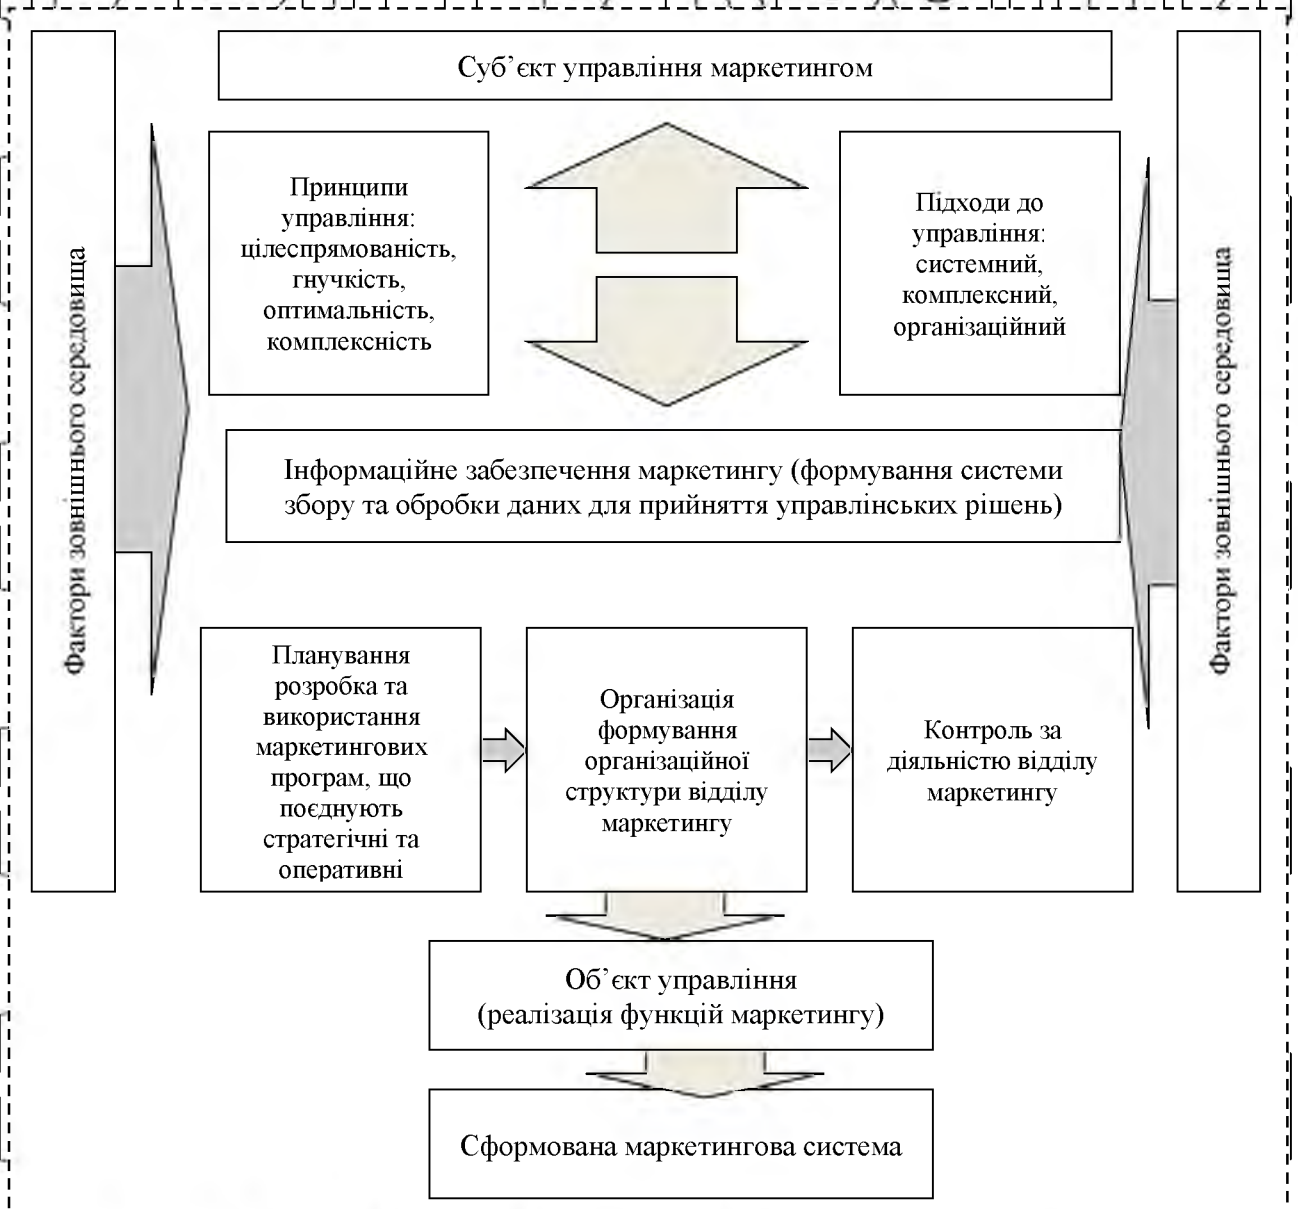 Суб’єкт управління маркетингом
Фактори зовнішнього середовища
Принципи
управління:
цілеспрямованість,
гнучкість,
оптимальність,
комплексність
Підходи до
управління:
системний,
комплексний,
організаційний
Фактори зовнішнього середовища
Інформаційне забезпечення маркетингу (формування системи
збору та обробки даних для прийняття управлінських рішень)
Планування
розробка та
використання
маркетингових
програм, що
поєднують
стратегічні та
оперативні
Організація
формування
організаційної
структури відділу
маркетингу
Контроль за
діяльністю відділу
маркетингу
Об’єкт управління
(реалізація функцій маркетингу)
Сформована маркетингова система